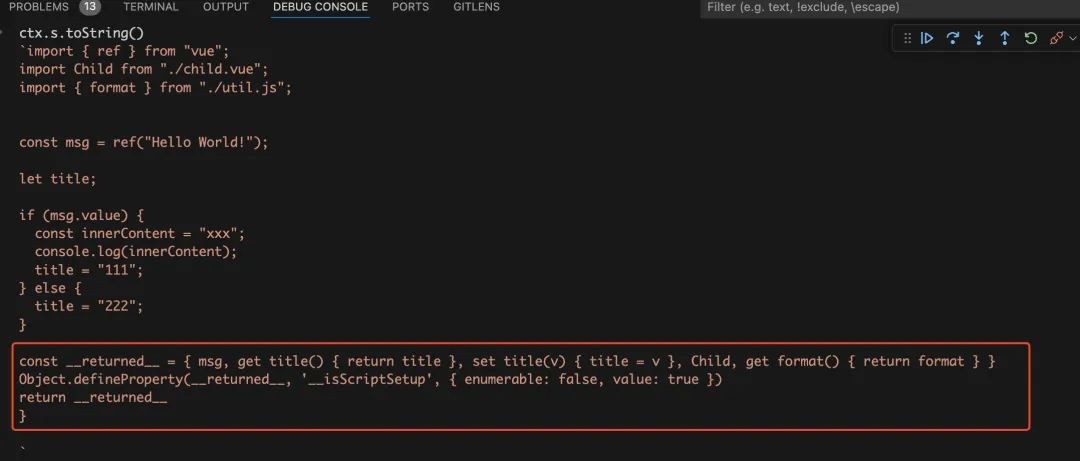 PROBLEMS 13 TERMINAL OUTPUT DEBUG CONSOLE PORTS GITLENS Filter (e.g. text, !exclude, \escape)
ctx.s.toString()
`import { ref } from "vue";
import Child from "./child.vue";
import { format } from "./util.js";
const msg = ref("Hello World!");
let title;
if (msg.value) {
  const innerContent = "xxx";
  console.log(innerContent);
  title = "111";
} else {
  title = "222";
}
const __returned__ = { msg, get title() { return title }, set title(v) { title = v }, Child, get format() { return format } }
Object.defineProperty(__returned__, '__isScriptSetup', { enumerable: false, value: true })
return __returned__
}
`